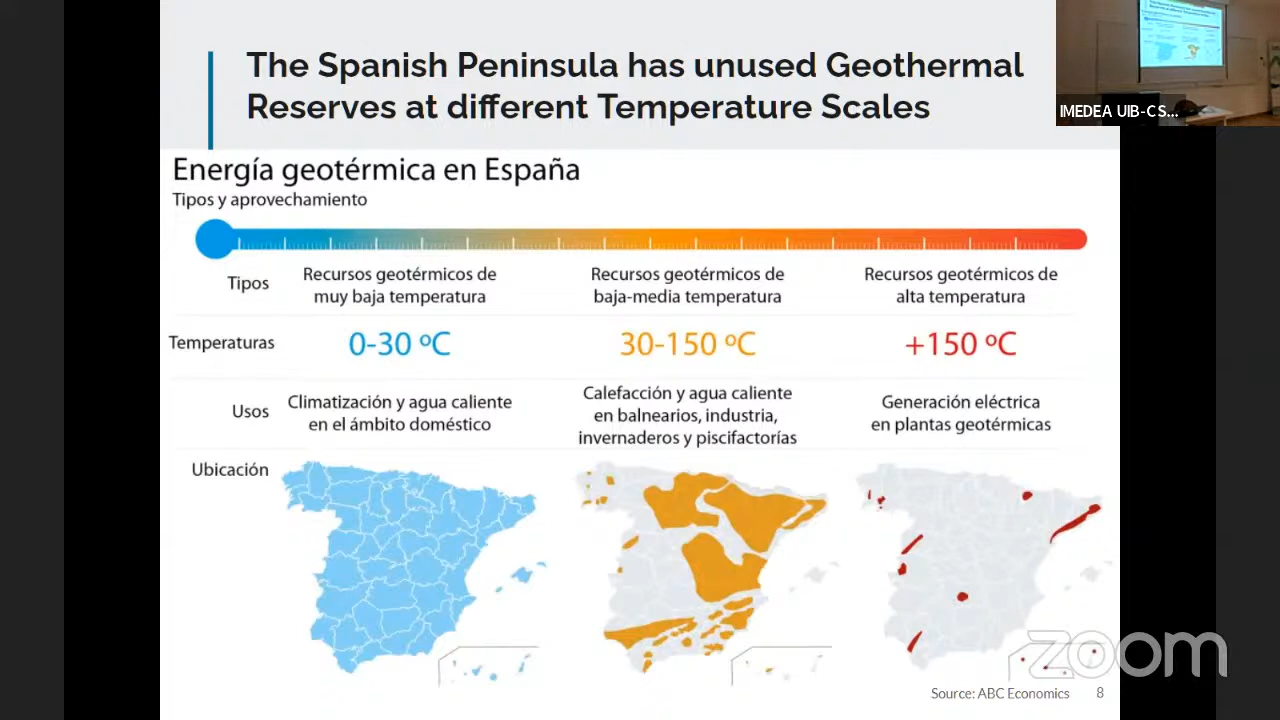 The Spanish Peninsula has unused Geothermal
Reserves at different Temperature Scales
IMEDEA UIB-CS...
Energía geotérmica en España
Tipos y aprovechamiento
Tipos
Recursos geotérmicos de
muy baja temperatura
Recursos geotérmicos de
baja-media temperatura
Recursos geotérmicos de
alta temperatura
Temperaturas
0-30 ºC
30-150 ºC
+150 ºC
Usos
Climatización y agua caliente
en el ámbito doméstico
Calefacción y agua caliente
en balnearios, industria,
invernaderos y piscifactorías
Generación eléctrica
en plantas geotérmicas
Ubicación
zoom
Source: ABC Economics
8